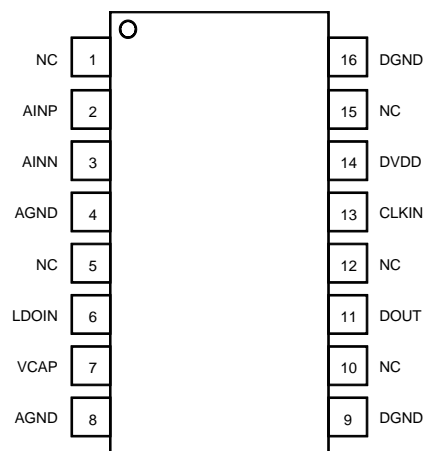 NC 1 16 DGND
AINP 2 15 NC
AINN 3 14 DVDD
AGND 4 13 CLKIN
NC 5 12 NC
LDOIN 6 11 DOUT
VCAP 7 10 NC
AGND 8 9 DGND